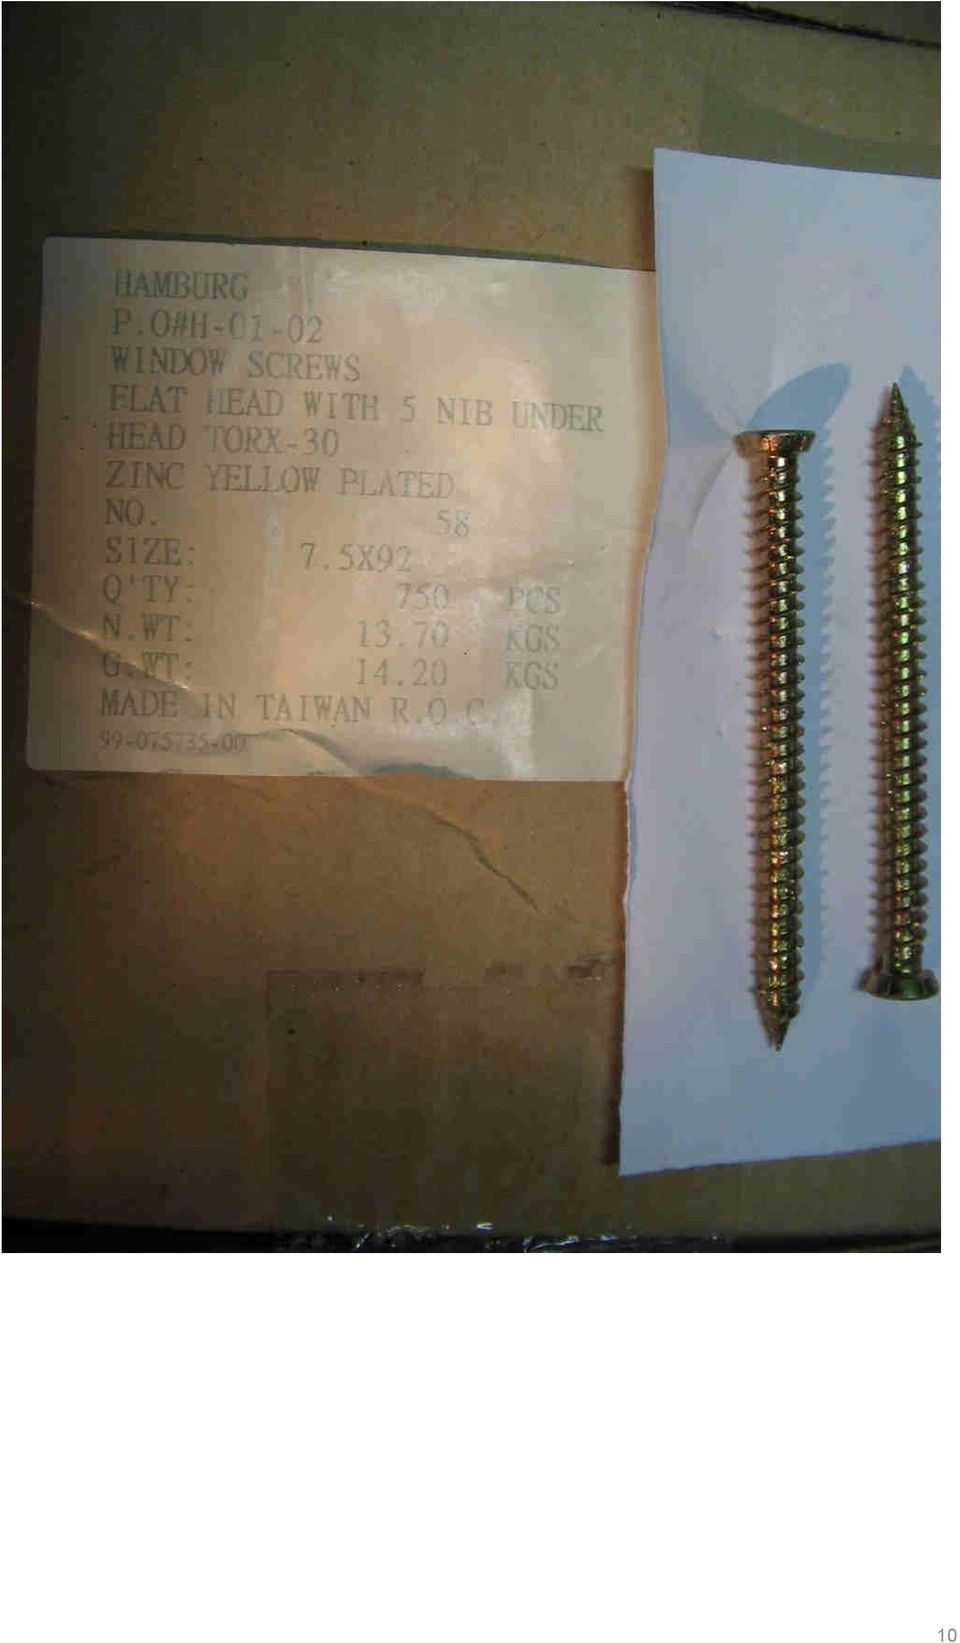 HAMBURG
P.O#H-01-02
WINDOW SCREWS
FLAT HEAD WITH 5 NIB UNDER
HEAD TORX-30
ZINC YELLOW PLATED
NO. 58
SIZE: 7.5X92
Q'TY: 750 PCS
N.WT: 13.70 KGS
G.WT: 14.20 KGS
MADE IN TAIWAN R.O.C.
99-075735-00
10